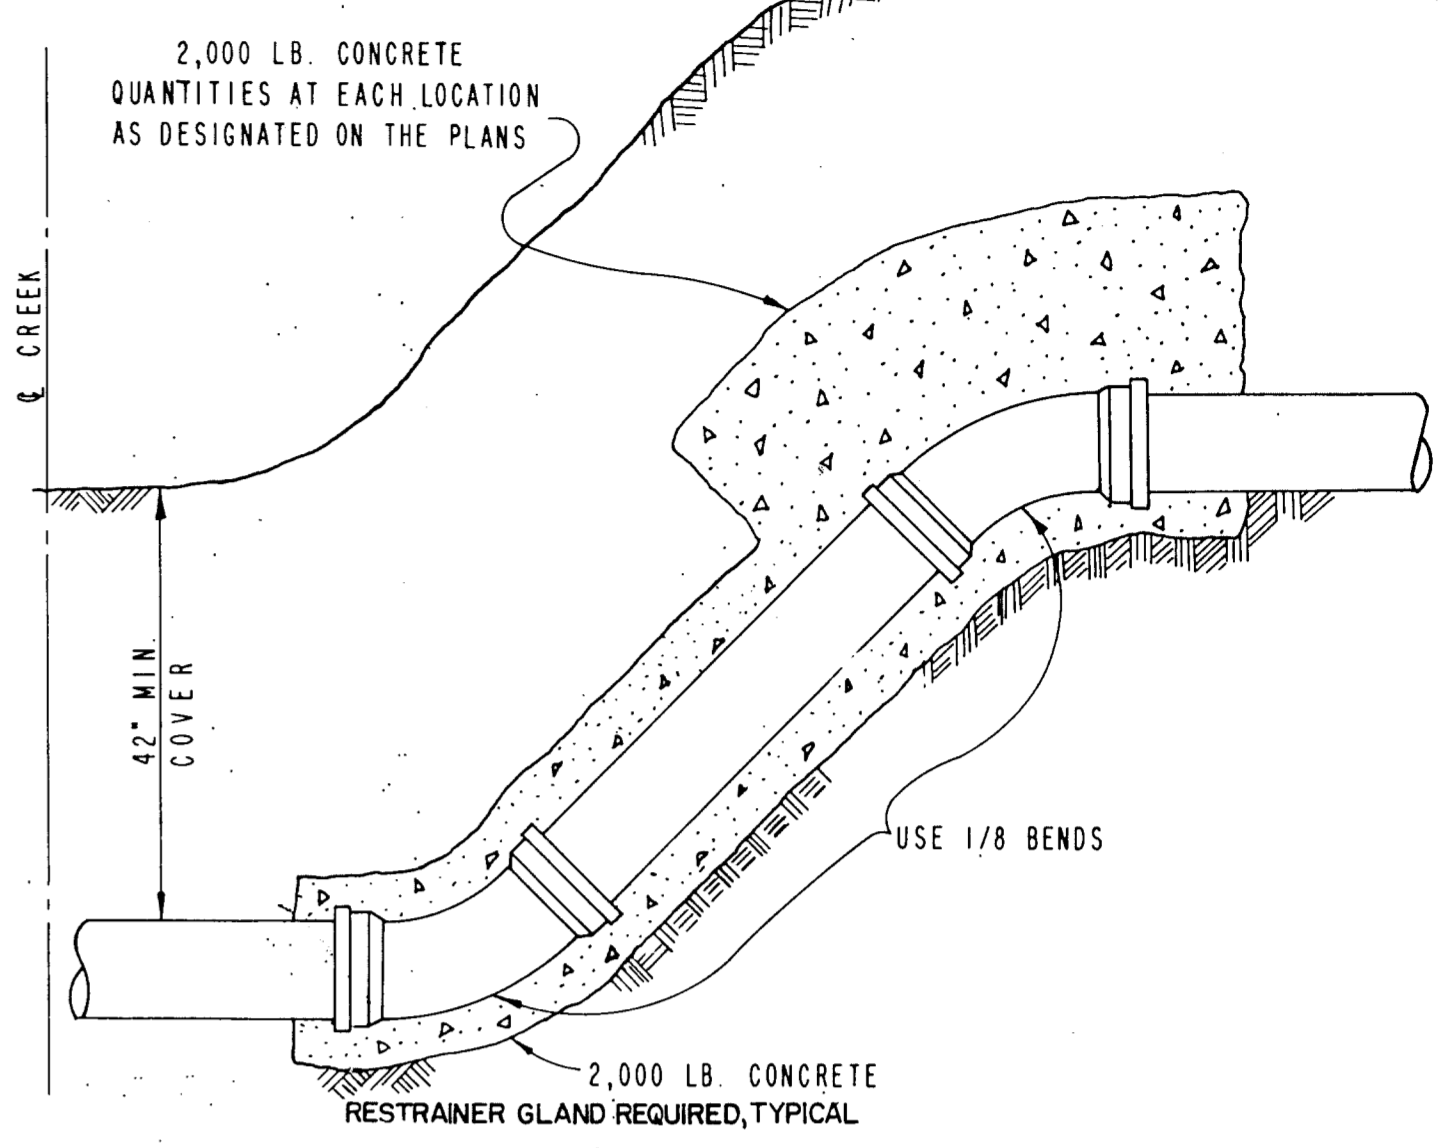 2,000 LB. CONCRETE
QUANTITIES AT EACH LOCATION
AS DESIGNATED ON THE PLANS
℄ CREEK
42" MIN.
COVER
USE 1/8 BENDS
2,000 LB. CONCRETE
RESTRAINER GLAND REQUIRED, TYPICAL